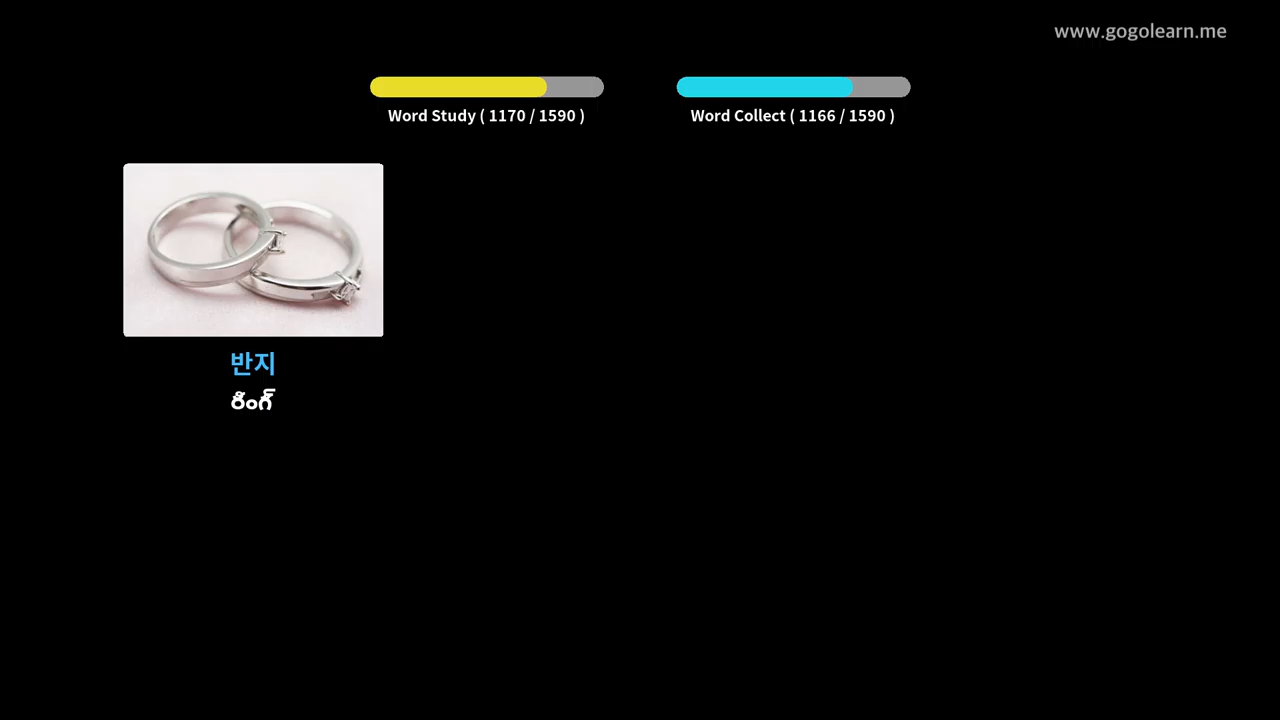 www.gogolearn.me
Word Study ( 1170 / 1590 )
Word Collect ( 1166 / 1590 )
반지
రింగ్